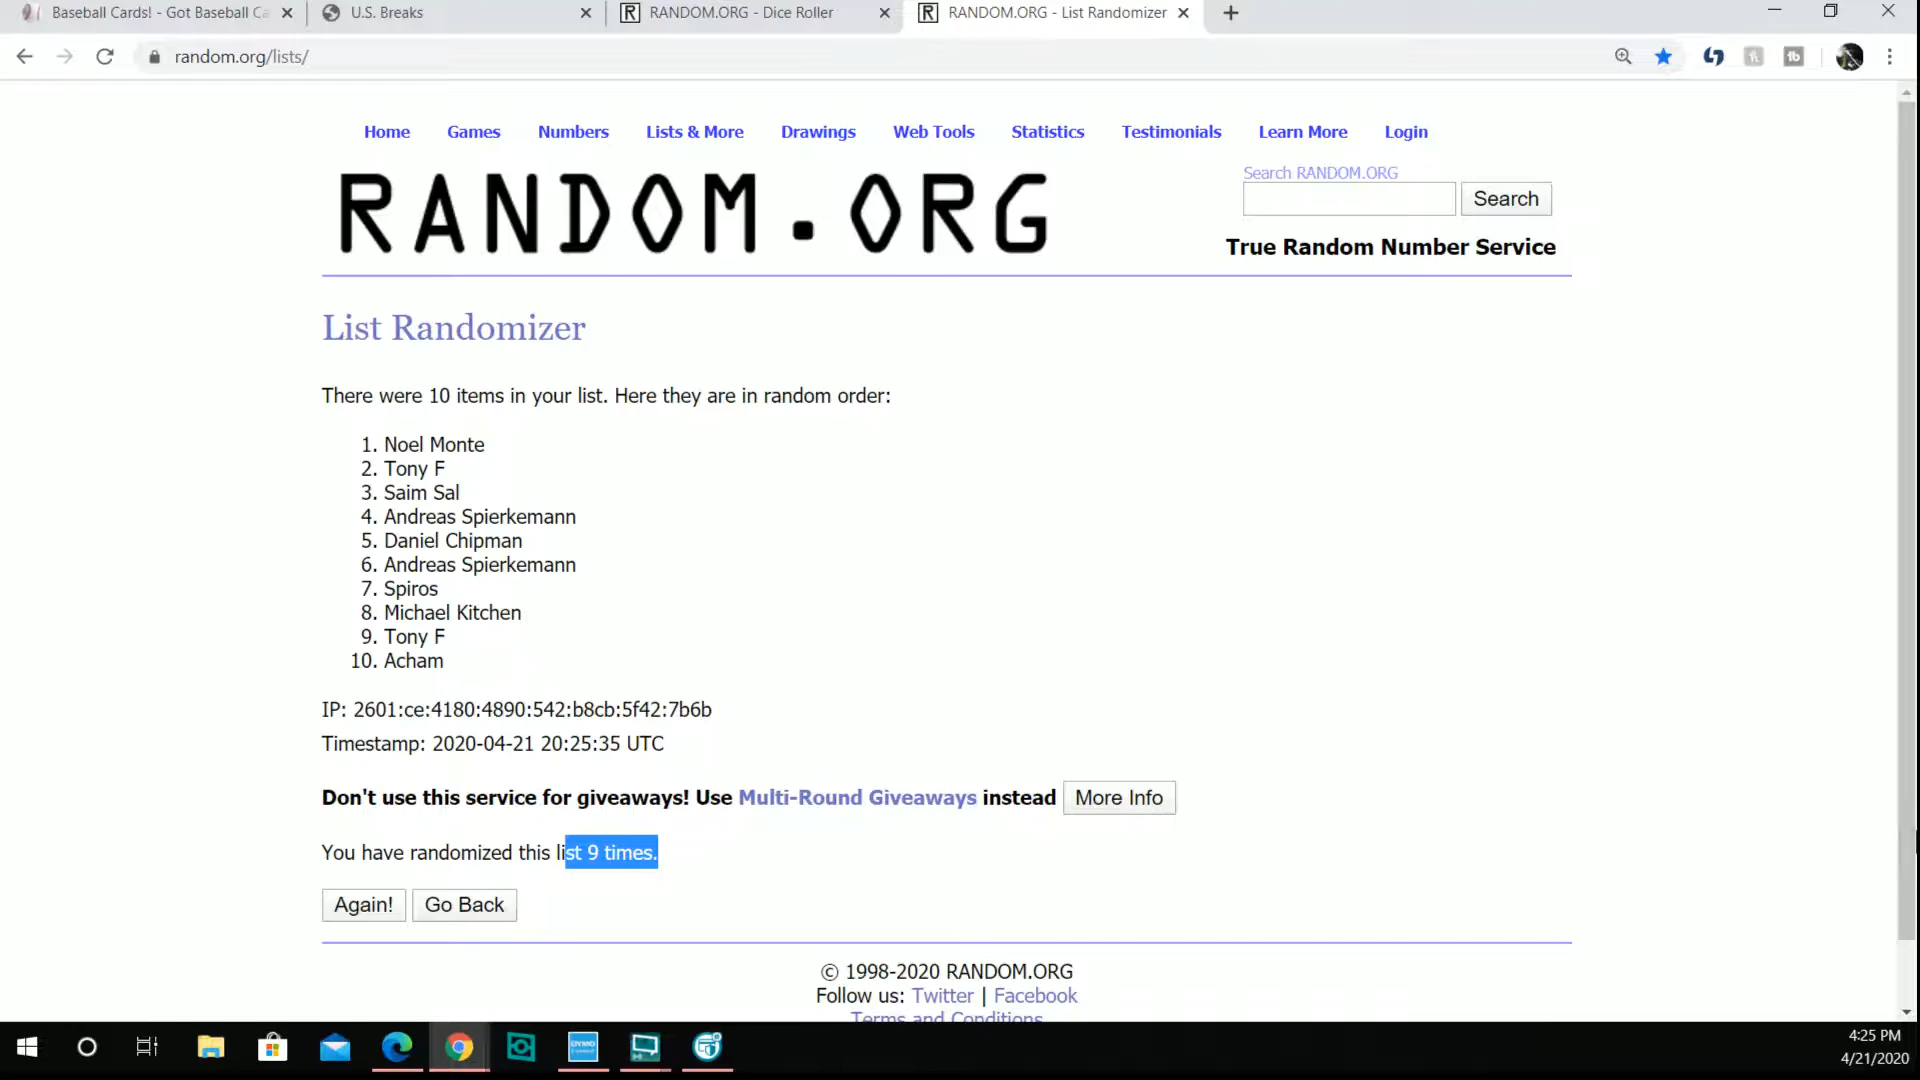 Baseball Cards! - Got Baseball Ca
U.S. Breaks
RANDOM.ORG - Dice Roller
RANDOM.ORG - List Randomizer
random.org/lists/
Home Games Numbers Lists & More Drawings Web Tools Statistics Testimonials Learn More Login
RANDOM.ORG
Search RANDOM.ORG
Search
True Random Number Service
List Randomizer
There were 10 items in your list. Here they are in random order:
1. Noel Monte
2. Tony F
3. Saim Sal
4. Andreas Spierkemann
5. Daniel Chipman
6. Andreas Spierkemann
7. Spiros
8. Michael Kitchen
9. Tony F
10. Acham
IP: 2601:ce:4180:4890:542:b8cb:5f42:7b6b
Timestamp: 2020-04-21 20:25:35 UTC
Don't use this service for giveaways! Use Multi-Round Giveaways instead More Info
You have randomized this list 9 times.
Again! Go Back
© 1998-2020 RANDOM.ORG
Follow us: Twitter | Facebook
Terms and Conditions
4:25 PM
4/21/2020